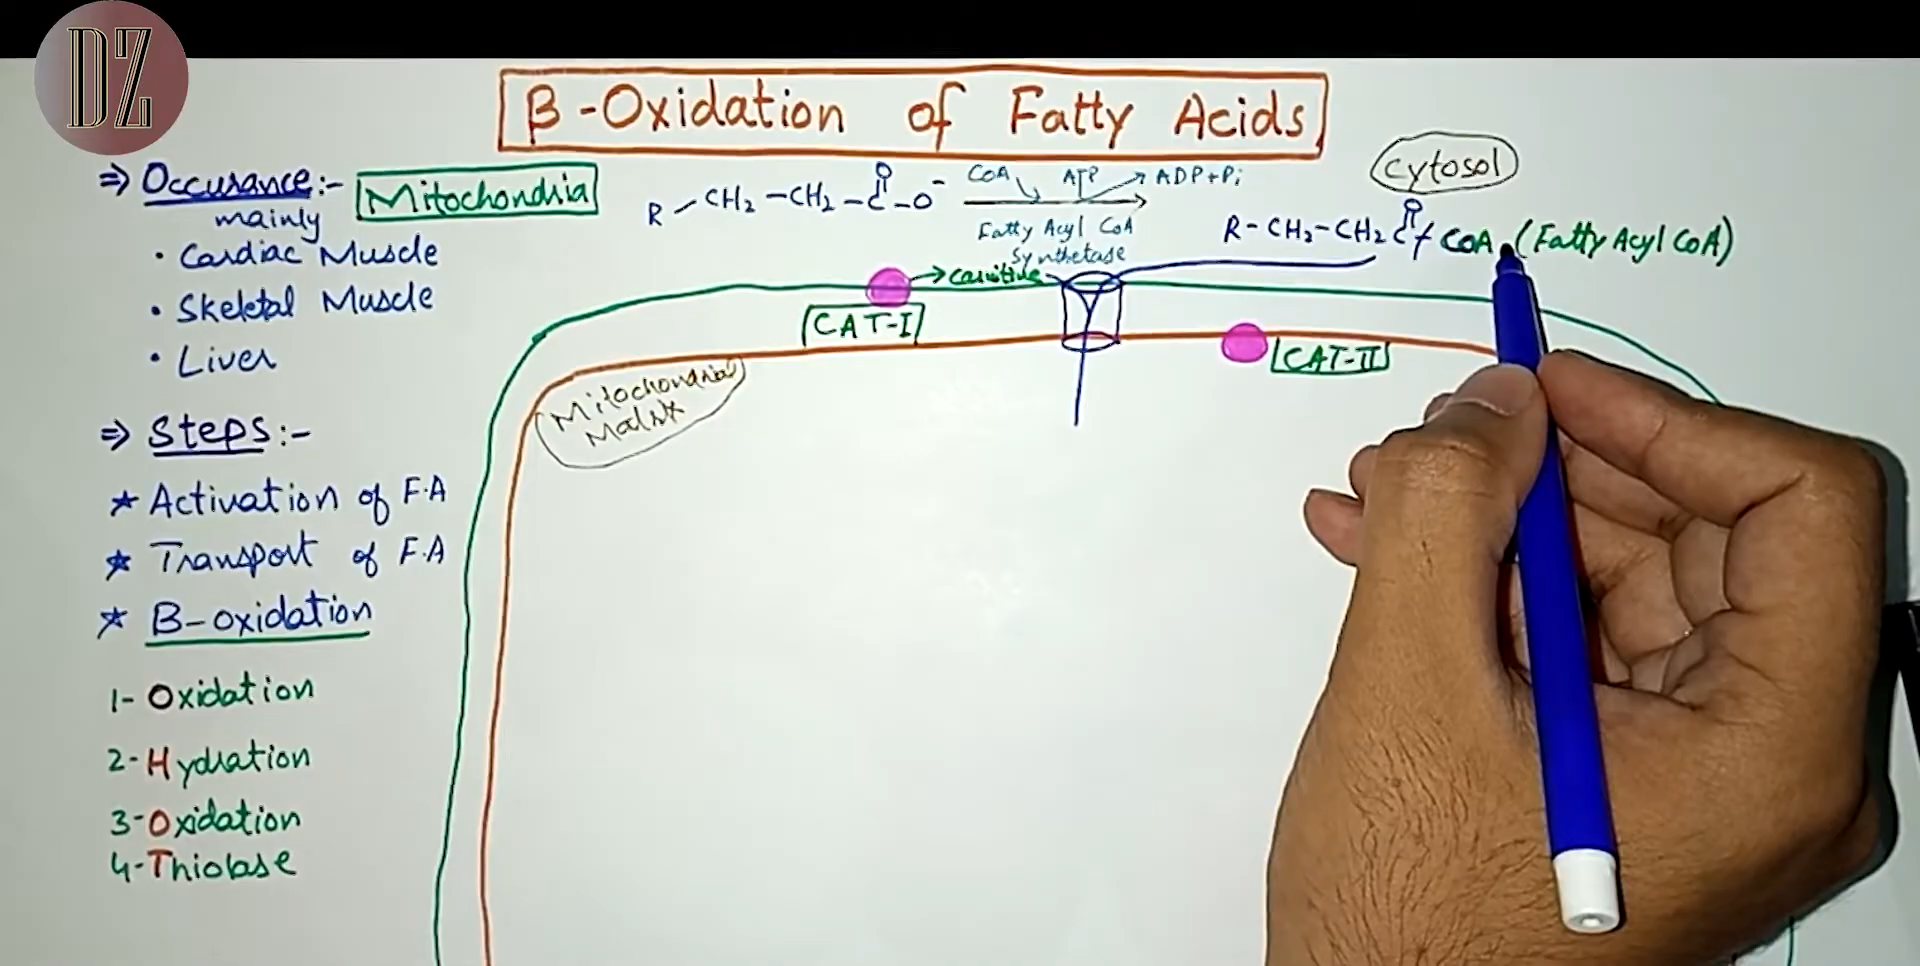 DZ
β-Oxidation of Fatty Acids
⇒ Occurance:- Mitochondria
mainly
• Cardiac Muscle
• Skeletal Muscle
• Liver
⇒ Steps:-
★ Activation of F.A
★ Transport of F.A
★ B-oxidation
1- Oxidation
2- Hydration
3- Oxidation
4- Thiolase
R-CH2-CH2-C-O⁻
O
CoA ATP ADP+Pi
Fatty Acyl CoA
Synthetase
Cytosol
O
R-CH2-CH2 C CoA (Fatty Acyl CoA)
→ Carnitine
CAT-I
CAT-II
Mitochondrial
Matrix